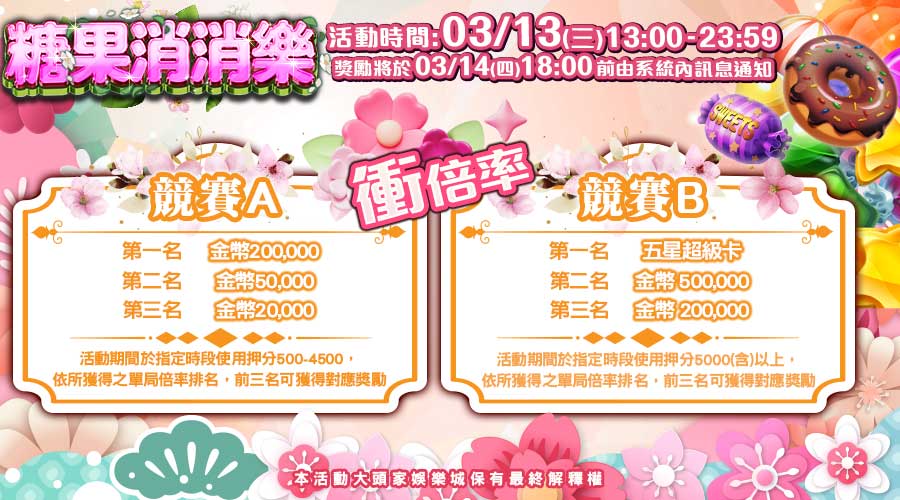 糖果消消樂
活動時間:03/13(三)13:00-23:59
獎勵將於03/14(四)18:00前由系統內訊息通知
SWEETS
衝倍率
競賽A
第一名 金幣200,000
第二名 金幣50,000
第三名 金幣20,000
活動期間於指定時段使用押分500-4500，
依所獲得之單局倍率排名，前三名可獲得對應獎勵
競賽B
第一名 五星超級卡
第二名 金幣 500,000
第三名 金幣 200,000
活動期間於指定時段使用押分5000(含)以上，
依所獲得之單局倍率排名，前三名可獲得對應獎勵
本活動大頭家娛樂城保有最終解釋權